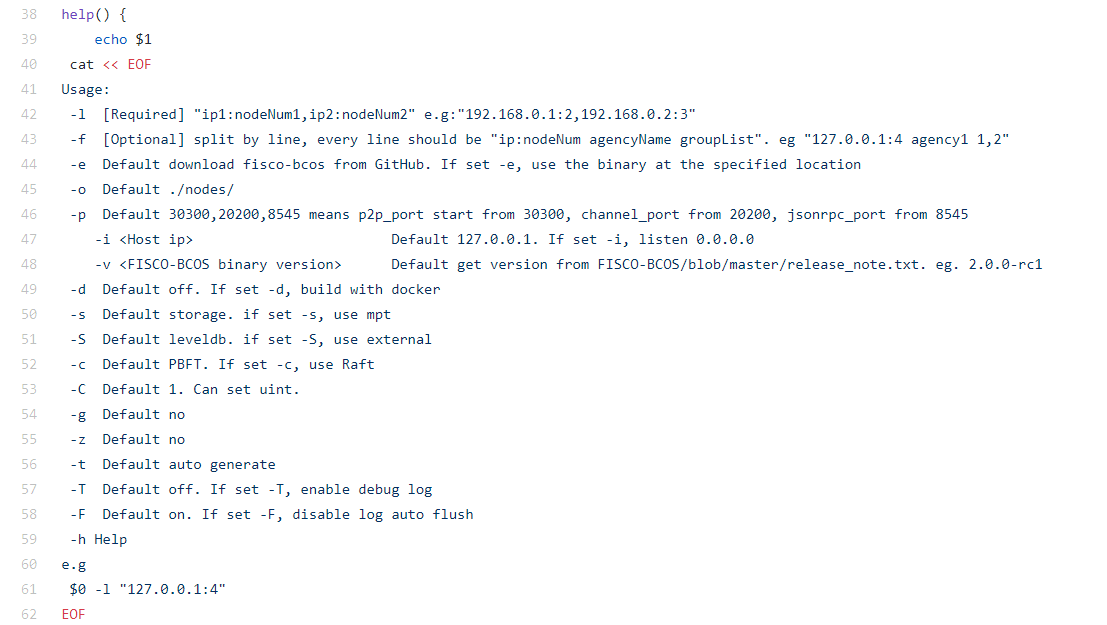 38 help() {
39 echo $1
40 cat << EOF
41 Usage:
42 -l [Required] "ip1:nodeNum1,ip2:nodeNum2" e.g:"192.168.0.1:2,192.168.0.2:3"
43 -f [Optional] split by line, every line should be "ip:nodeNum agencyName groupList". eg "127.0.0.1:4 agency1 1,2"
44 -e Default download fisco-bcos from GitHub. If set -e, use the binary at the specified location
45 -o Default ./nodes/
46 -p Default 30300,20200,8545 means p2p_port start from 30300, channel_port from 20200, jsonrpc_port from 8545
47 -i <Host ip> Default 127.0.0.1. If set -i, listen 0.0.0.0
48 -v <FISCO-BCOS binary version> Default get version from FISCO-BCOS/blob/master/release_note.txt. eg. 2.0.0-rc1
49 -d Default off. If set -d, build with docker
50 -s Default storage. if set -s, use mpt
51 -S Default leveldb. if set -S, use external
52 -c Default PBFT. If set -c, use Raft
53 -C Default 1. Can set uint.
54 -g Default no
55 -z Default no
56 -t Default auto generate
57 -T Default off. If set -T, enable debug log
58 -F Default on. If set -F, disable log auto flush
59 -h Help
60 e.g
61 $0 -l "127.0.0.1:4"
62 EOF